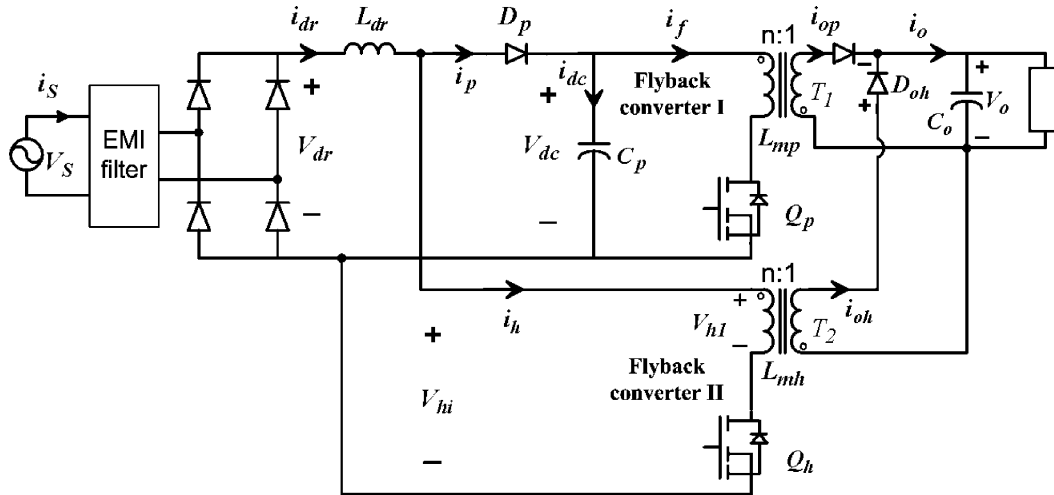 i_dr
L_dr
D_p
i_f
n:1
i_op
i_o
i_S
EMI
filter
V_S
+
V_dr
−
i_p
i_dc
+
V_dc
−
C_p
Flyback
converter I
T_1
L_mp
Q_p
−
D_oh
+
+
V_o
−
C_o
n:1
i_h
+
V_h1
−
T_2
i_oh
L_mh
Flyback
converter II
+
V_hi
−
Q_h